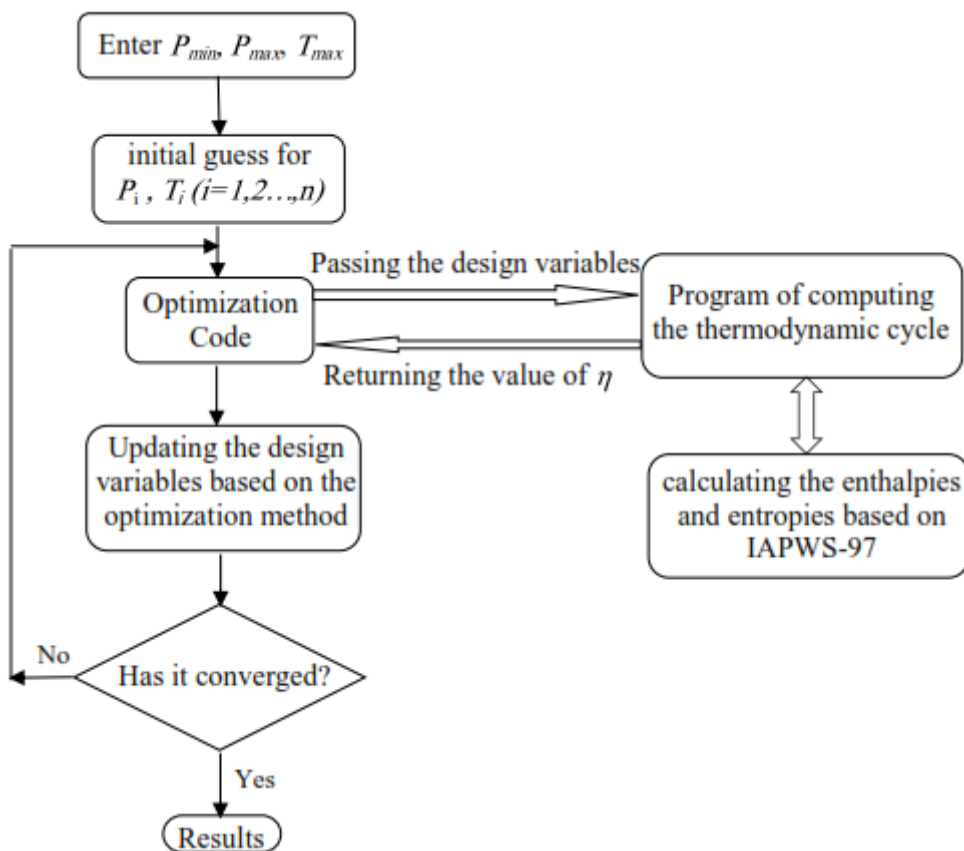 Enter P_min, P_max, T_max
initial guess for
P_i , T_i (i=1,2...,n)
Passing the design variables
Optimization
Code
Program of computing
the thermodynamic cycle
Returning the value of η
Updating the design
variables based on the
optimization method
calculating the enthalpies
and entropies based on
IAPWS-97
No
Has it converged?
Yes
Results